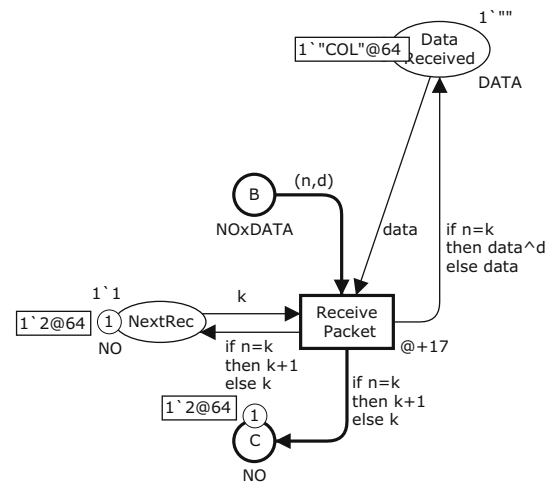 1`""
1`"COL"@64
Data
Received
DATA
(n,d)
B
NOxDATA
data
if n=k
then data^d
else data
1`1
k
1`2@64
1
NextRec
NO
Receive
Packet
@+17
if n=k
then k+1
else k
if n=k
then k+1
else k
1`2@64
1
C
NO